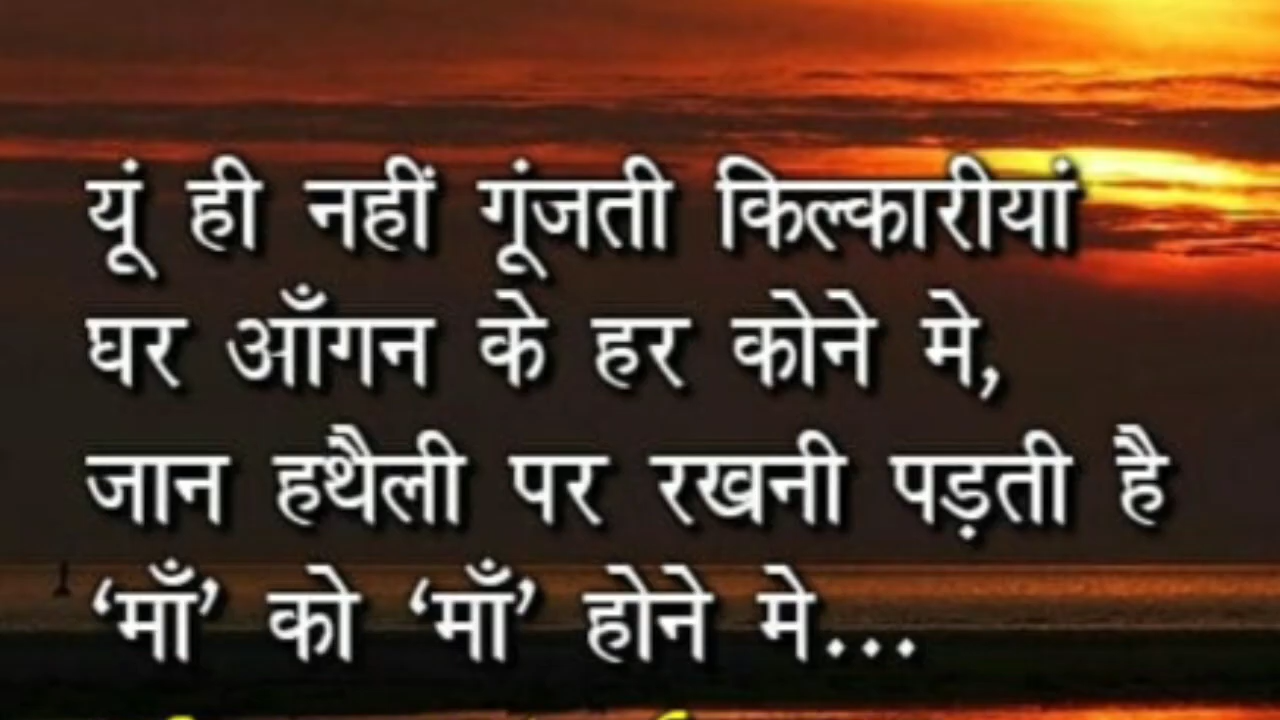 यूं ही नहीं गूंजती किल्कारीयां
घर आँगन के हर कोने मे,
जान हथैली पर रखनी पड़ती है
‘माँ’ को ‘माँ’ होने मे...